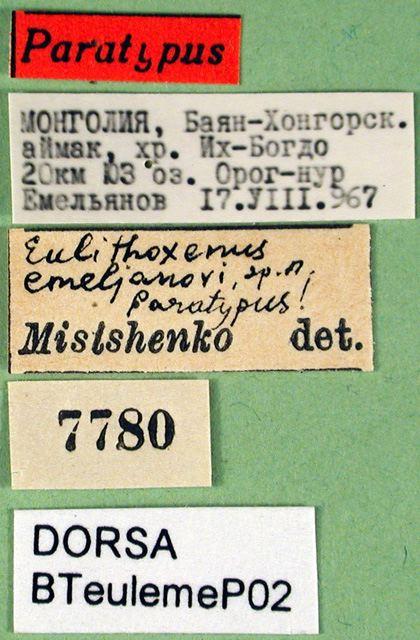 Paratypus
МОНГОЛИЯ, Баян-Хонгорск.
аймак, хр. Их-Богдо
20км ЮЗ оз. Орог-нур
Емельянов 17.VIII.967
Eulithoxenus
emeljanovi, sp.n.
Paratypus!
Mistshenko det.
7780
DORSA
BTeulemeP02